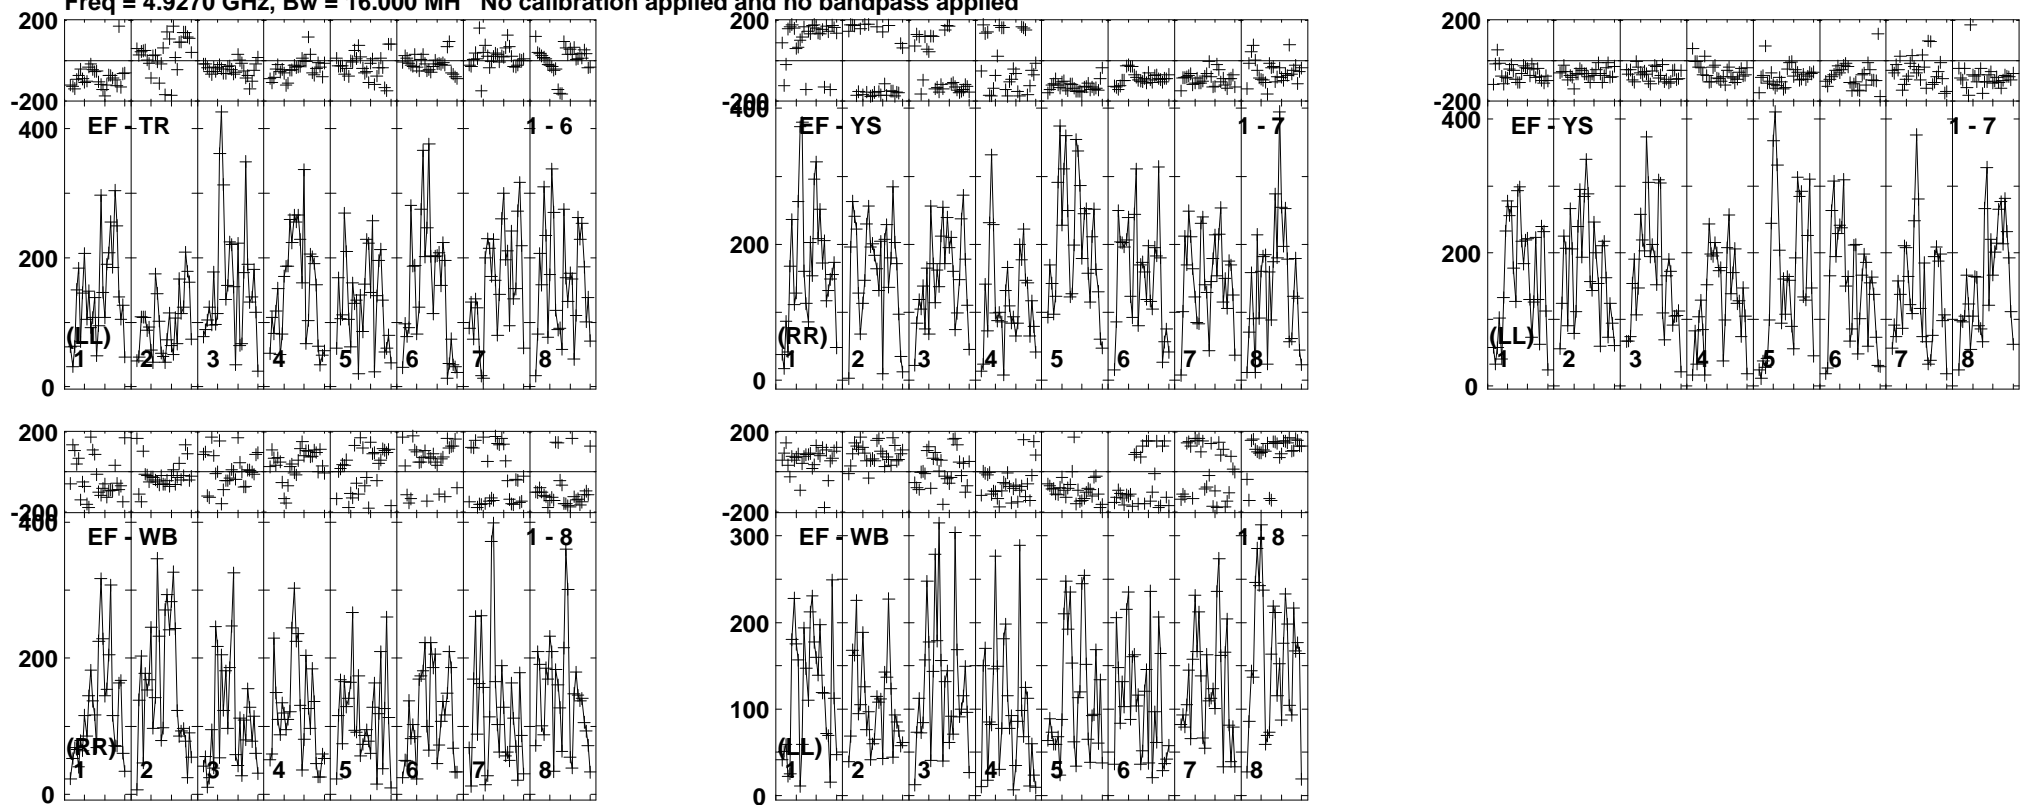 Freq = 4.9270 GHz, Bw = 16.000 MH No calibration applied and no bandpass applied
200
-200
400
200
0
EF - TR
1 - 6
(LL)
1 2 3 4 5 6 7 8
200
-200
400
200
0
EF - YS
1 - 7
(RR)
1 2 3 4 5 6 7 8
200
-200
400
200
0
EF - YS
1 - 7
(LL)
1 2 3 4 5 6 7 8
200
-200
400
200
0
EF - WB
1 - 8
(RR)
1 2 3 4 5 6 7 8
200
-200
300
200
100
0
EF - WB
1 - 8
(LL)
1 2 3 4 5 6 7 8